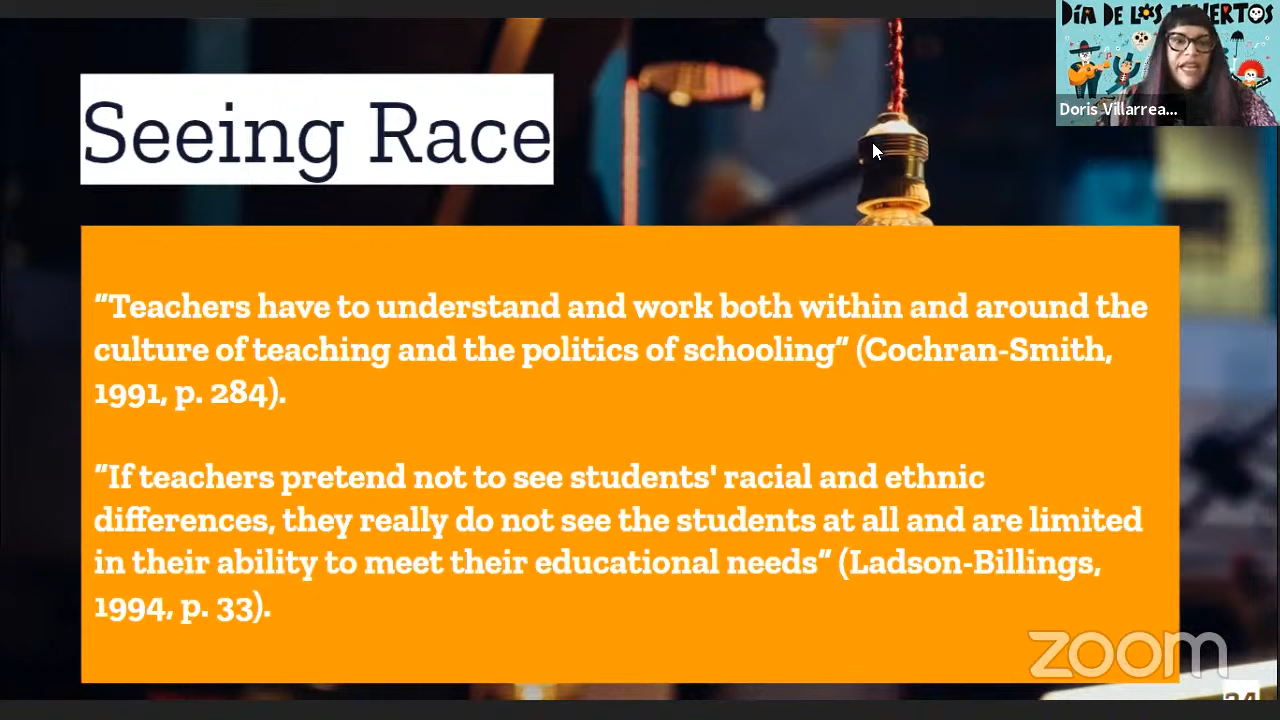 DÍA DE LOS MUERTOS
Doris Villarrea...
Seeing Race
"Teachers have to understand and work both within and around the
culture of teaching and the politics of schooling" (Cochran-Smith,
1991, p. 284).
"If teachers pretend not to see students' racial and ethnic
differences, they really do not see the students at all and are limited
in their ability to meet their educational needs" (Ladson-Billings,
1994, p. 33).
zoom